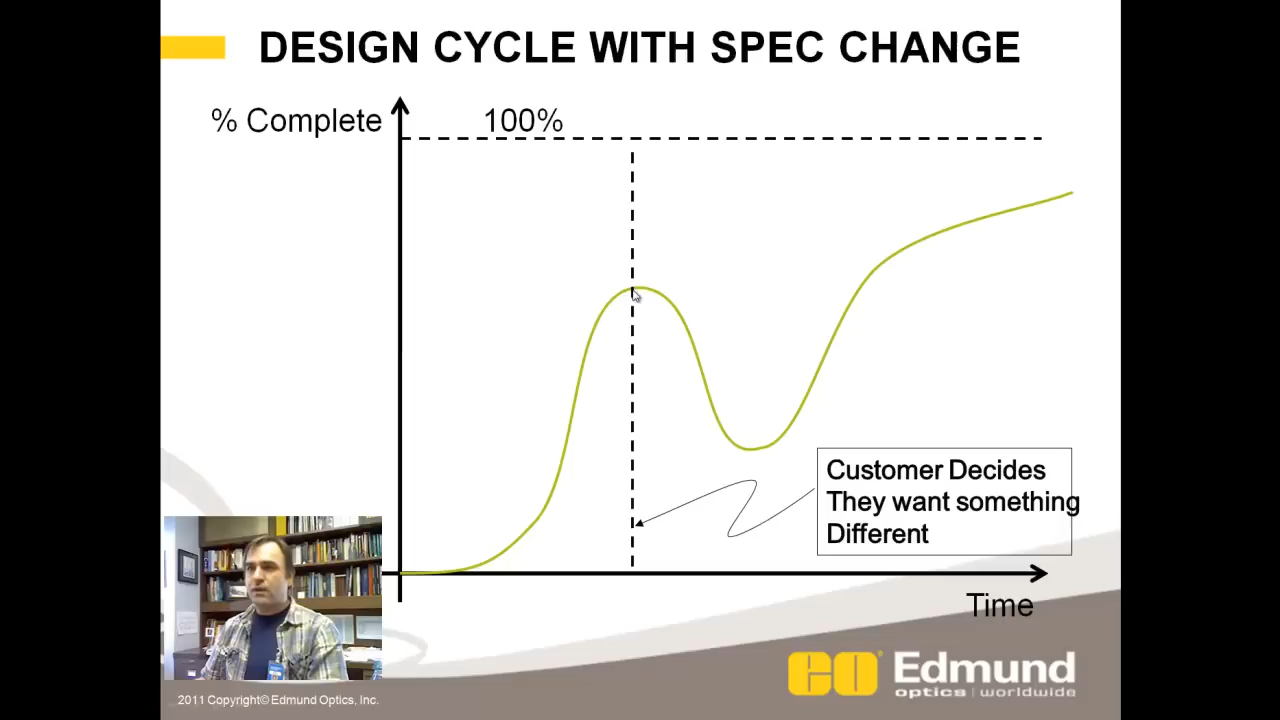 DESIGN CYCLE WITH SPEC CHANGE
% Complete
100%
Customer Decides
They want something
Different
Time
EO Edmund
optics | worldwide
2011 Copyright© Edmund Optics, Inc.